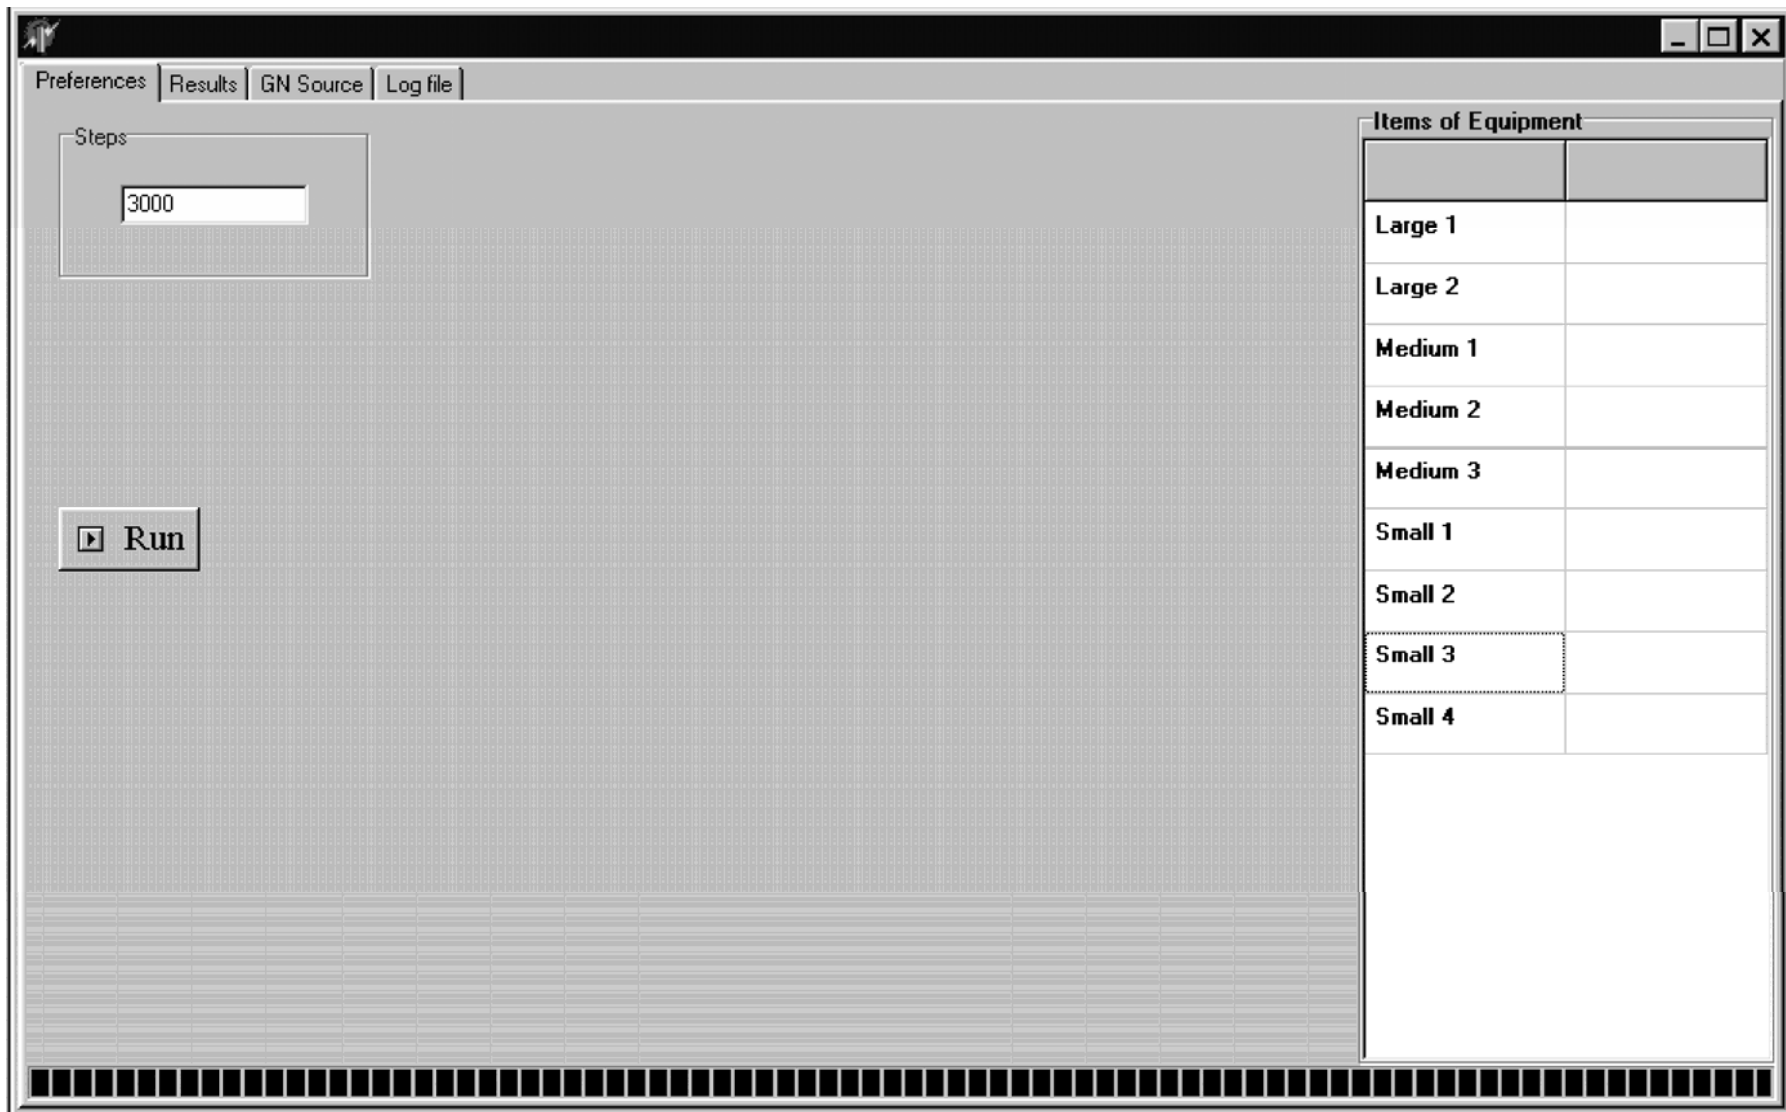 Preferences Results GN Source Log file
Steps
3000
Run
Items of Equipment
Large 1
Large 2
Medium 1
Medium 2
Medium 3
Small 1
Small 2
Small 3
Small 4